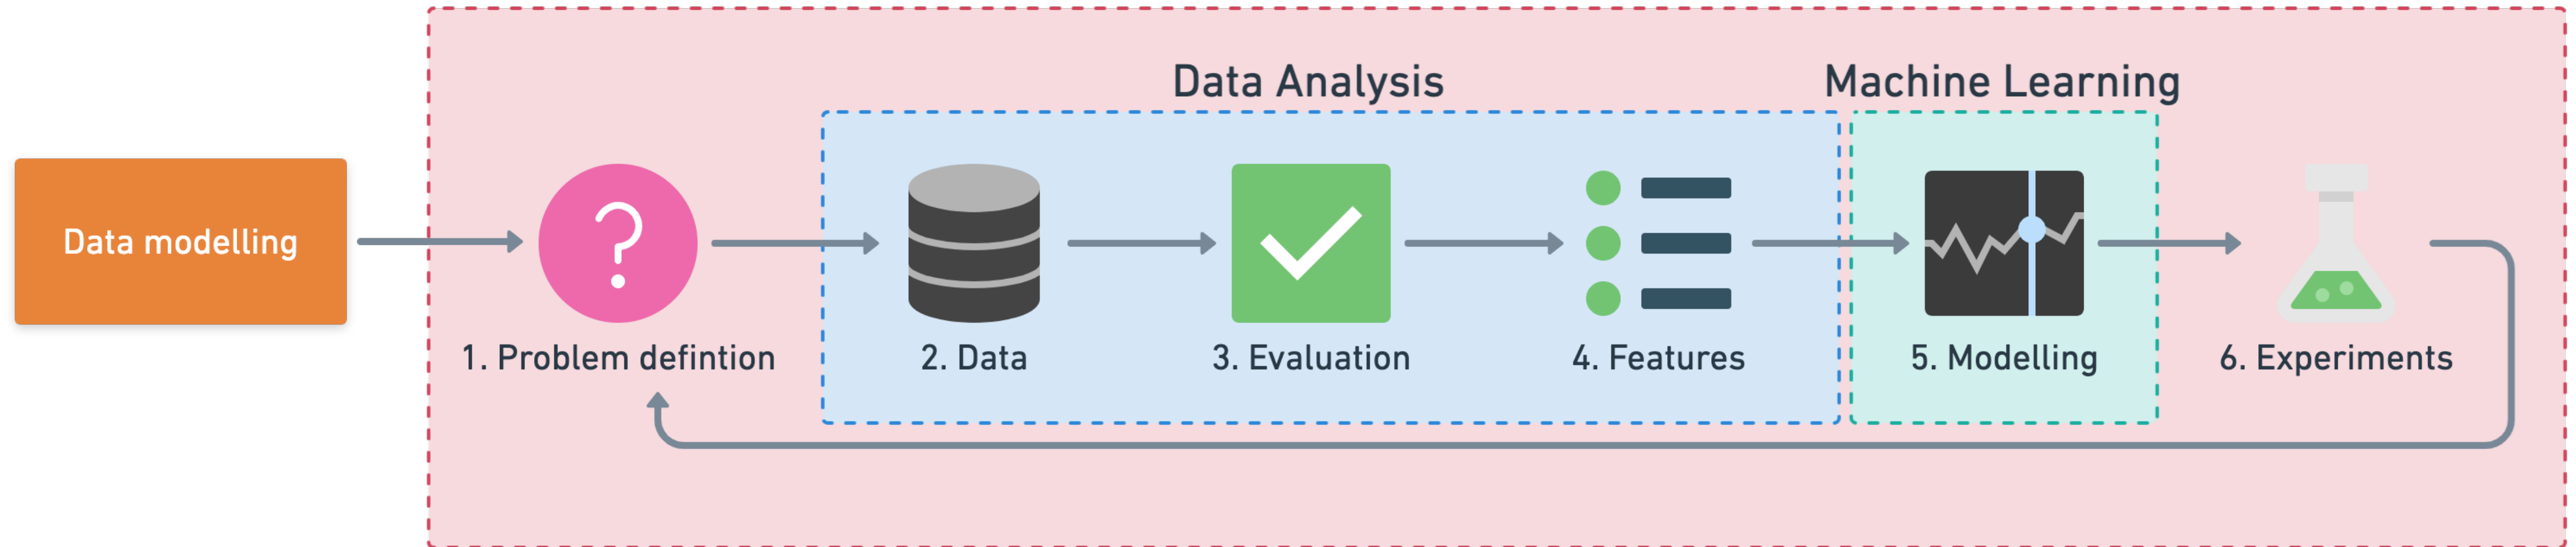 Data Analysis
Machine Learning
Data modelling
1. Problem defintion
2. Data
3. Evaluation
4. Features
5. Modelling
6. Experiments